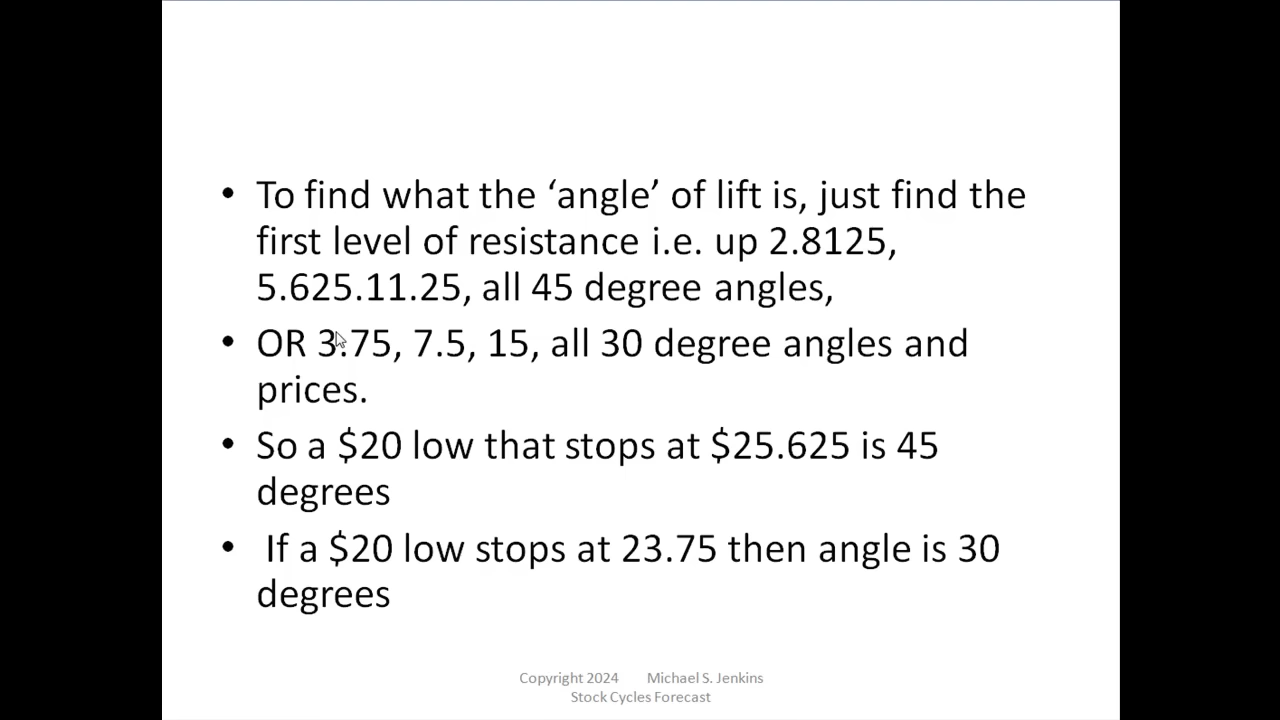 • To find what the ‘angle’ of lift is, just find the
first level of resistance i.e. up 2.8125,
5.625.11.25, all 45 degree angles,
• OR 3.75, 7.5, 15, all 30 degree angles and
prices.
• So a $20 low that stops at $25.625 is 45
degrees
• If a $20 low stops at 23.75 then angle is 30
degrees
Copyright 2024 Michael S. Jenkins
Stock Cycles Forecast